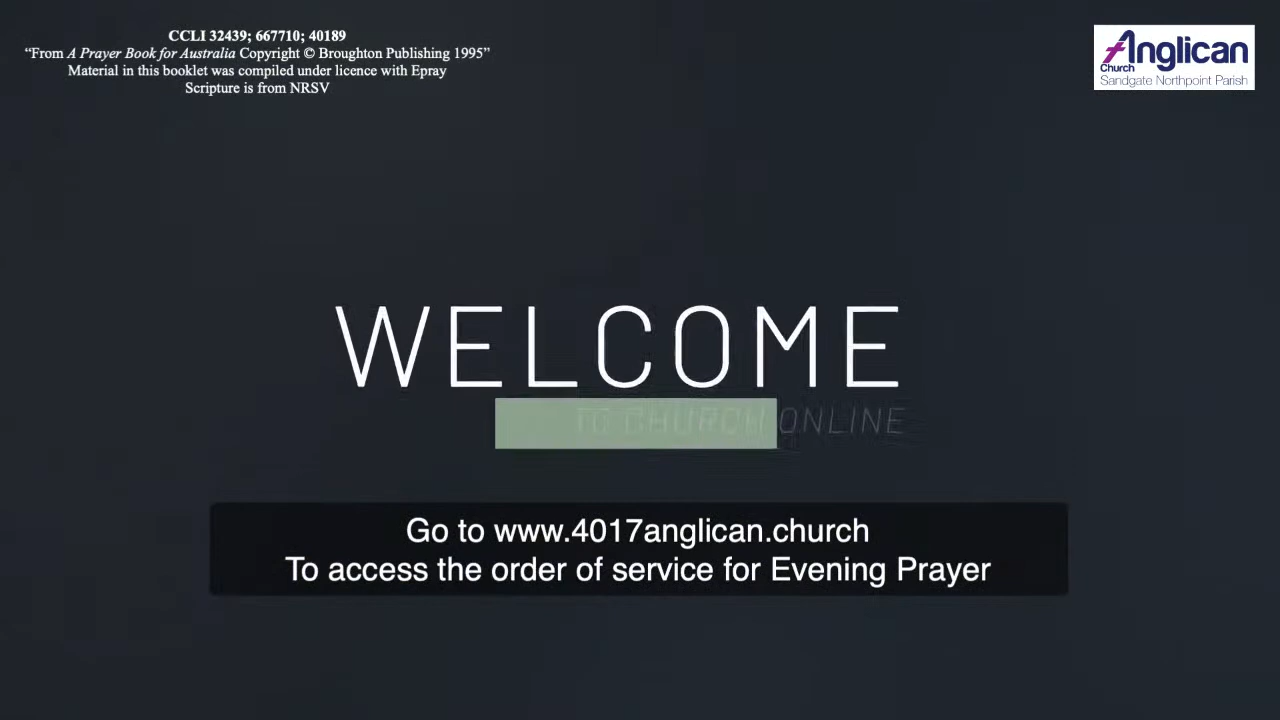 CCLI 32439; 667710; 40189
“From A Prayer Book for Australia Copyright © Broughton Publishing 1995”
Material in this booklet was compiled under licence with Epray
Scripture is from NRSV
Anglican
Church
Sandgate Northpoint Parish
WELCOME
TO CHURCH ONLINE
Go to www.4017anglican.church
To access the order of service for Evening Prayer